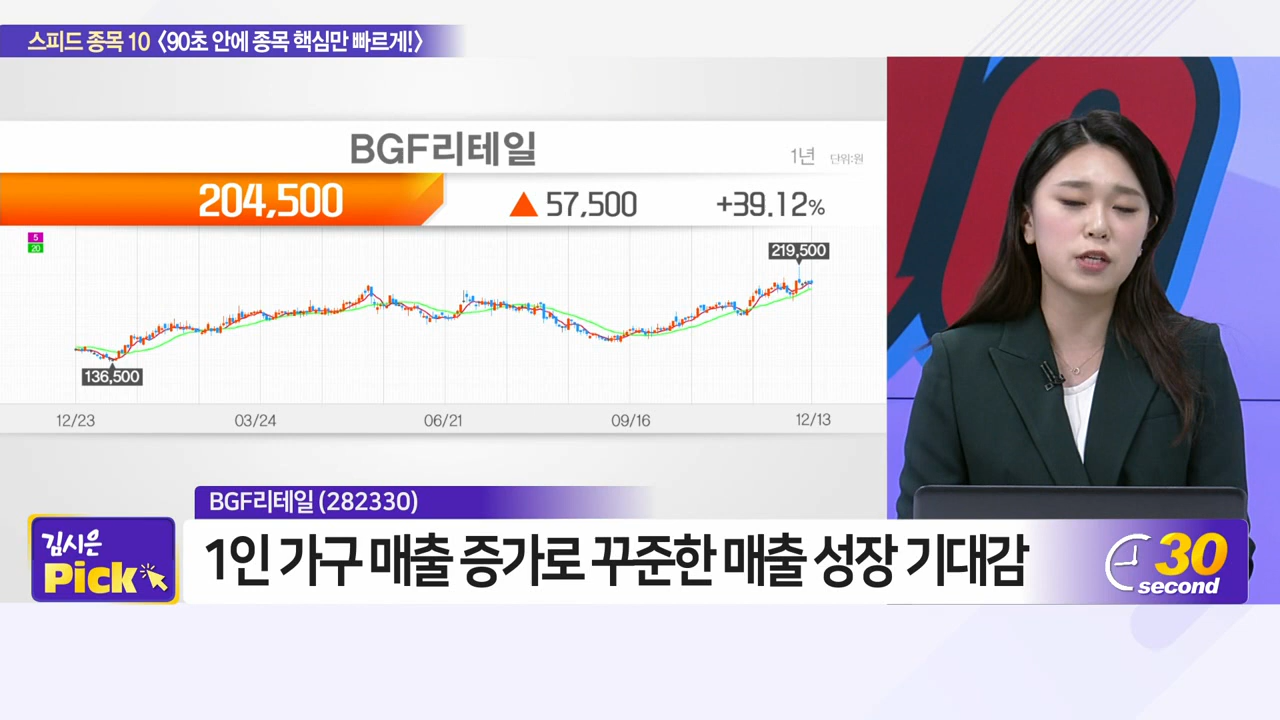 스피드 종목 10 〈90초 안에 종목 핵심만 빠르게!〉
BGF리테일
1년 단위:원
204,500 ▲ 57,500 +39.12%
5
20
219,500
136,500
12/23 03/24 06/21 09/16 12/13
BGF리테일 (282330)
김시은
Pick
1인 가구 매출 증가로 꾸준한 매출 성장 기대감
30
second